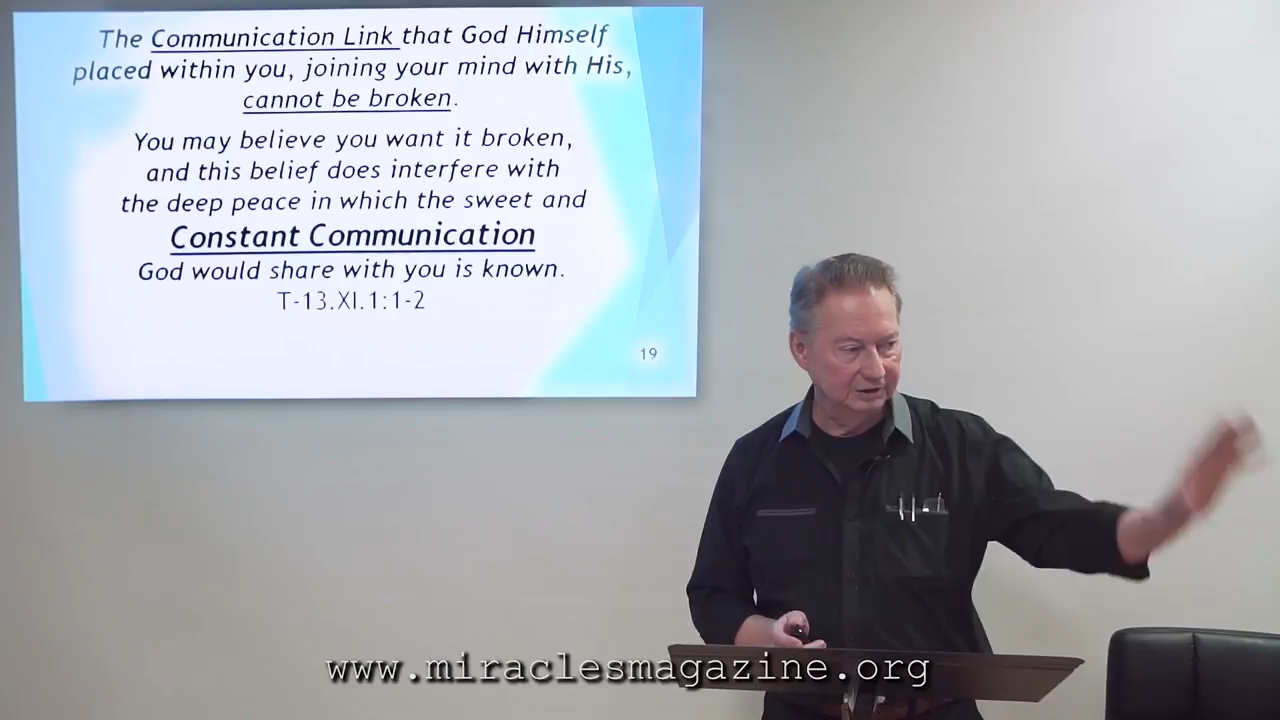 The Communication Link that God Himself
placed within you, joining your mind with His,
cannot be broken.
You may believe you want it broken,
and this belief does interfere with
the deep peace in which the sweet and
Constant Communication
God would share with you is known.
T-13.XI.1:1-2
19
www.miraclesmagazine.org